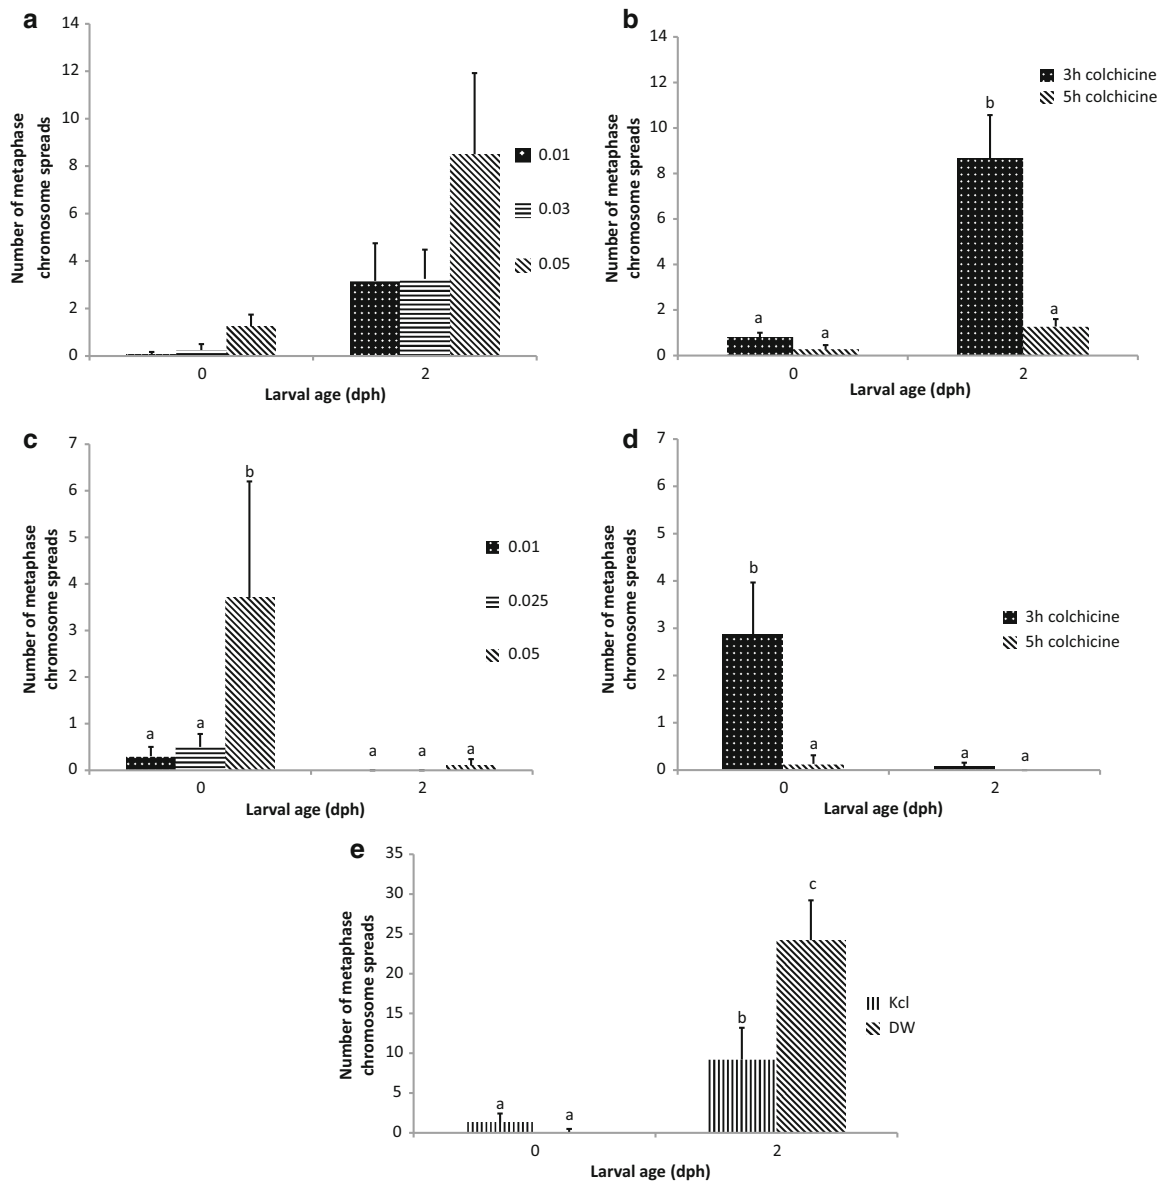 a
14
12
10
8
6
4
2
0
Number of metaphase
chromosome spreads
0.01
0.03
0.05
0 2
Larval age (dph)
b
14
12
10
8
6
4
2
0
Number of metaphase
chromosome spreads
3h colchicine
5h colchicine
a a b a
0 2
Larval age (dph)
c
7
6
5
4
3
2
1
0
Number of metaphase
chromosome spreads
0.01
0.025
0.05
a a b a a a
0 2
Larval age (dph)
d
7
6
5
4
3
2
1
0
Number of metaphase
chromosome spreads
3h colchicine
5h colchicine
b a a a
0 2
Larval age (dph)
e
35
30
25
20
15
10
5
0
Number of metaphase
chromosome spreads
Kcl
DW
a a b c
0 2
Larval age (dph)